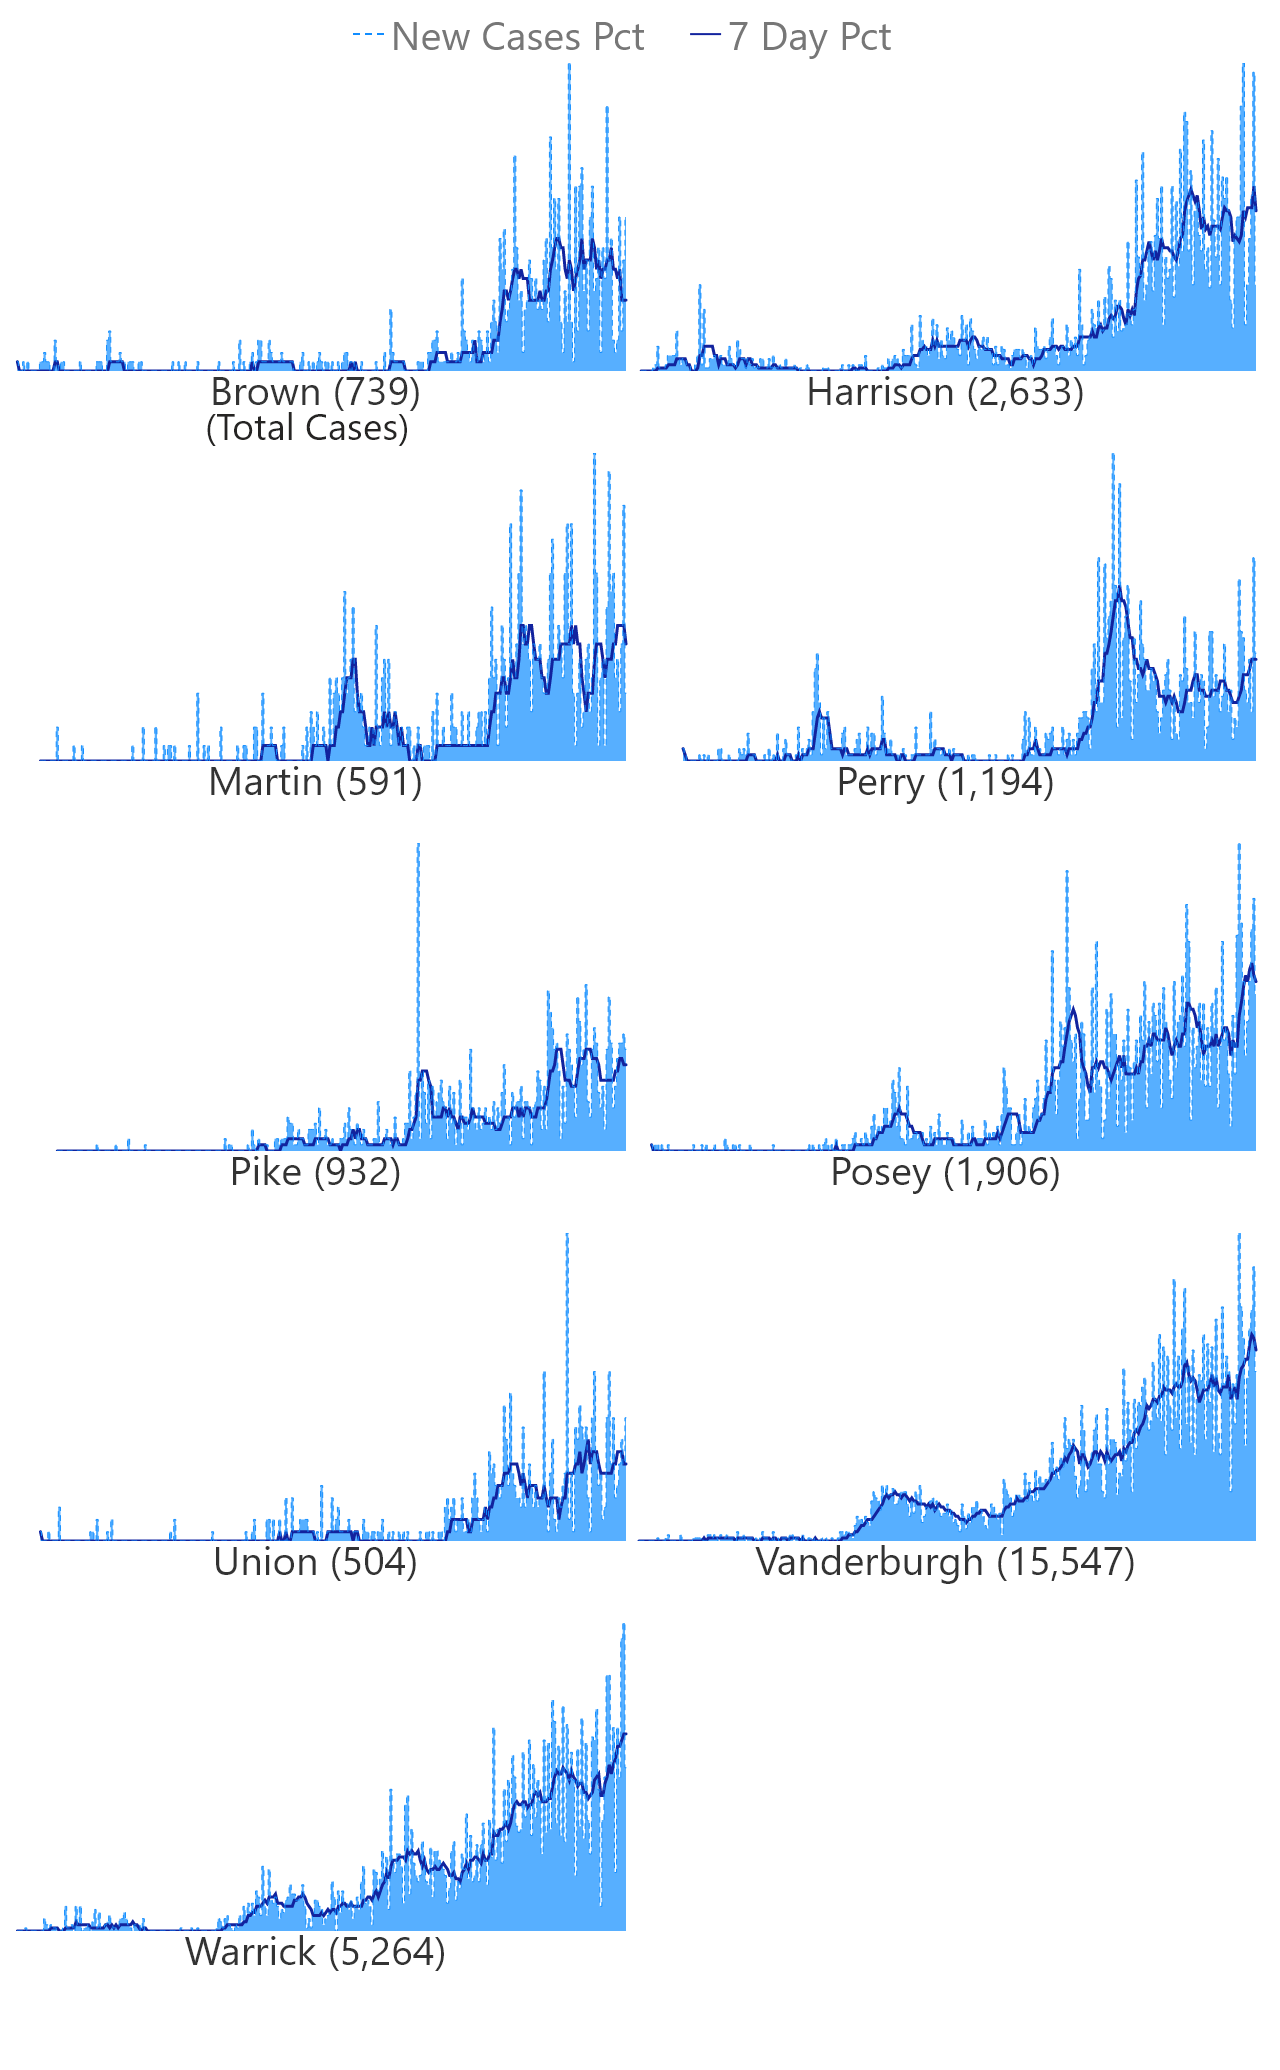 New Cases Pct 7 Day Pct
Brown (739)
(Total Cases)
Harrison (2,633)
Martin (591)
Perry (1,194)
Pike (932)
Posey (1,906)
Union (504)
Vanderburgh (15,547)
Warrick (5,264)